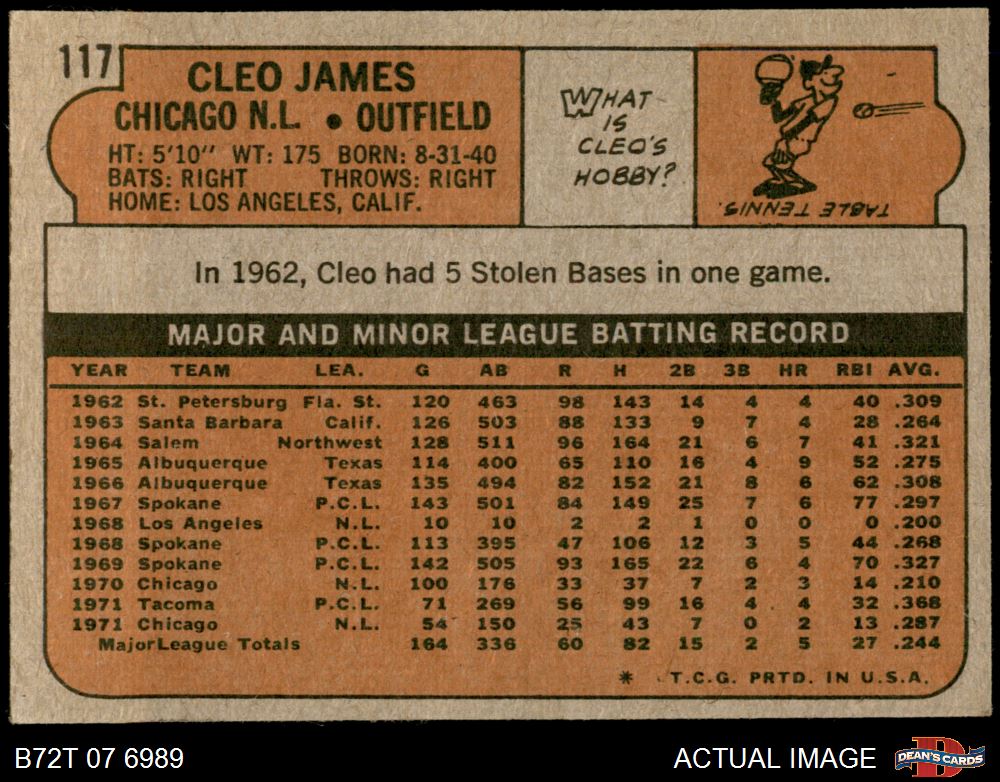 117
CLEO JAMES
CHICAGO N.L. • OUTFIELD
HT: 5'10" WT: 175 BORN: 8-31-40
BATS: RIGHT THROWS: RIGHT
HOME: LOS ANGELES, CALIF.
WHAT
IS
CLEO'S
HOBBY?
TABLE TENNIS.
In 1962, Cleo had 5 Stolen Bases in one game.
MAJOR AND MINOR LEAGUE BATTING RECORD
YEAR TEAM LEA. G AB R H 2B 3B HR RBI AVG.
1962 St. Petersburg Fla. St. 120 463 98 143 14 4 4 40 .309
1963 Santa Barbara Calif. 126 503 88 133 9 7 4 28 .264
1964 Salem Northwest 128 511 96 164 21 6 7 41 .321
1965 Albuquerque Texas 114 400 65 110 16 4 9 52 .275
1966 Albuquerque Texas 135 494 82 152 21 8 6 62 .308
1967 Spokane P.C.L. 143 501 84 149 25 7 6 77 .297
1968 Los Angeles N.L. 10 10 2 2 1 0 0 0 .200
1968 Spokane P.C.L. 113 395 47 106 12 3 5 44 .268
1969 Spokane P.C.L. 142 505 93 165 22 6 4 70 .327
1970 Chicago N.L. 100 176 33 37 7 2 3 14 .210
1971 Tacoma P.C.L. 71 269 56 99 16 4 4 32 .368
1971 Chicago N.L. 54 150 25 43 7 0 2 13 .287
Major League Totals 164 336 60 82 15 2 5 27 .244
* T.C.G. PRTD. IN U.S.A.
B72T 07 6989
ACTUAL IMAGE
D
DEAN'S CARDS